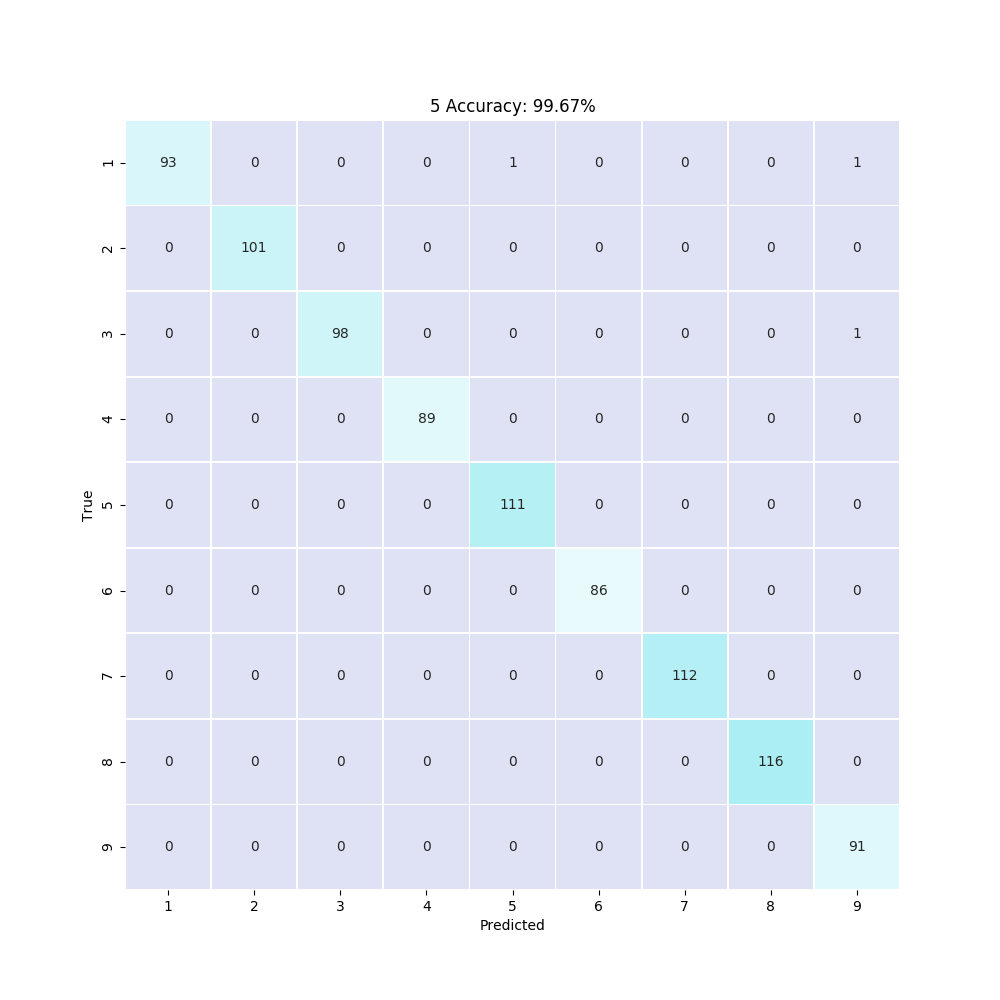 5 Accuracy: 99.67%
1 93 0 0 0 1 0 0 0 1
2 0 101 0 0 0 0 0 0 0
3 0 0 98 0 0 0 0 0 1
4 0 0 0 89 0 0 0 0 0
True
5 0 0 0 0 111 0 0 0 0
6 0 0 0 0 0 86 0 0 0
7 0 0 0 0 0 0 112 0 0
8 0 0 0 0 0 0 0 116 0
9 0 0 0 0 0 0 0 0 91
1 2 3 4 5 6 7 8 9
Predicted